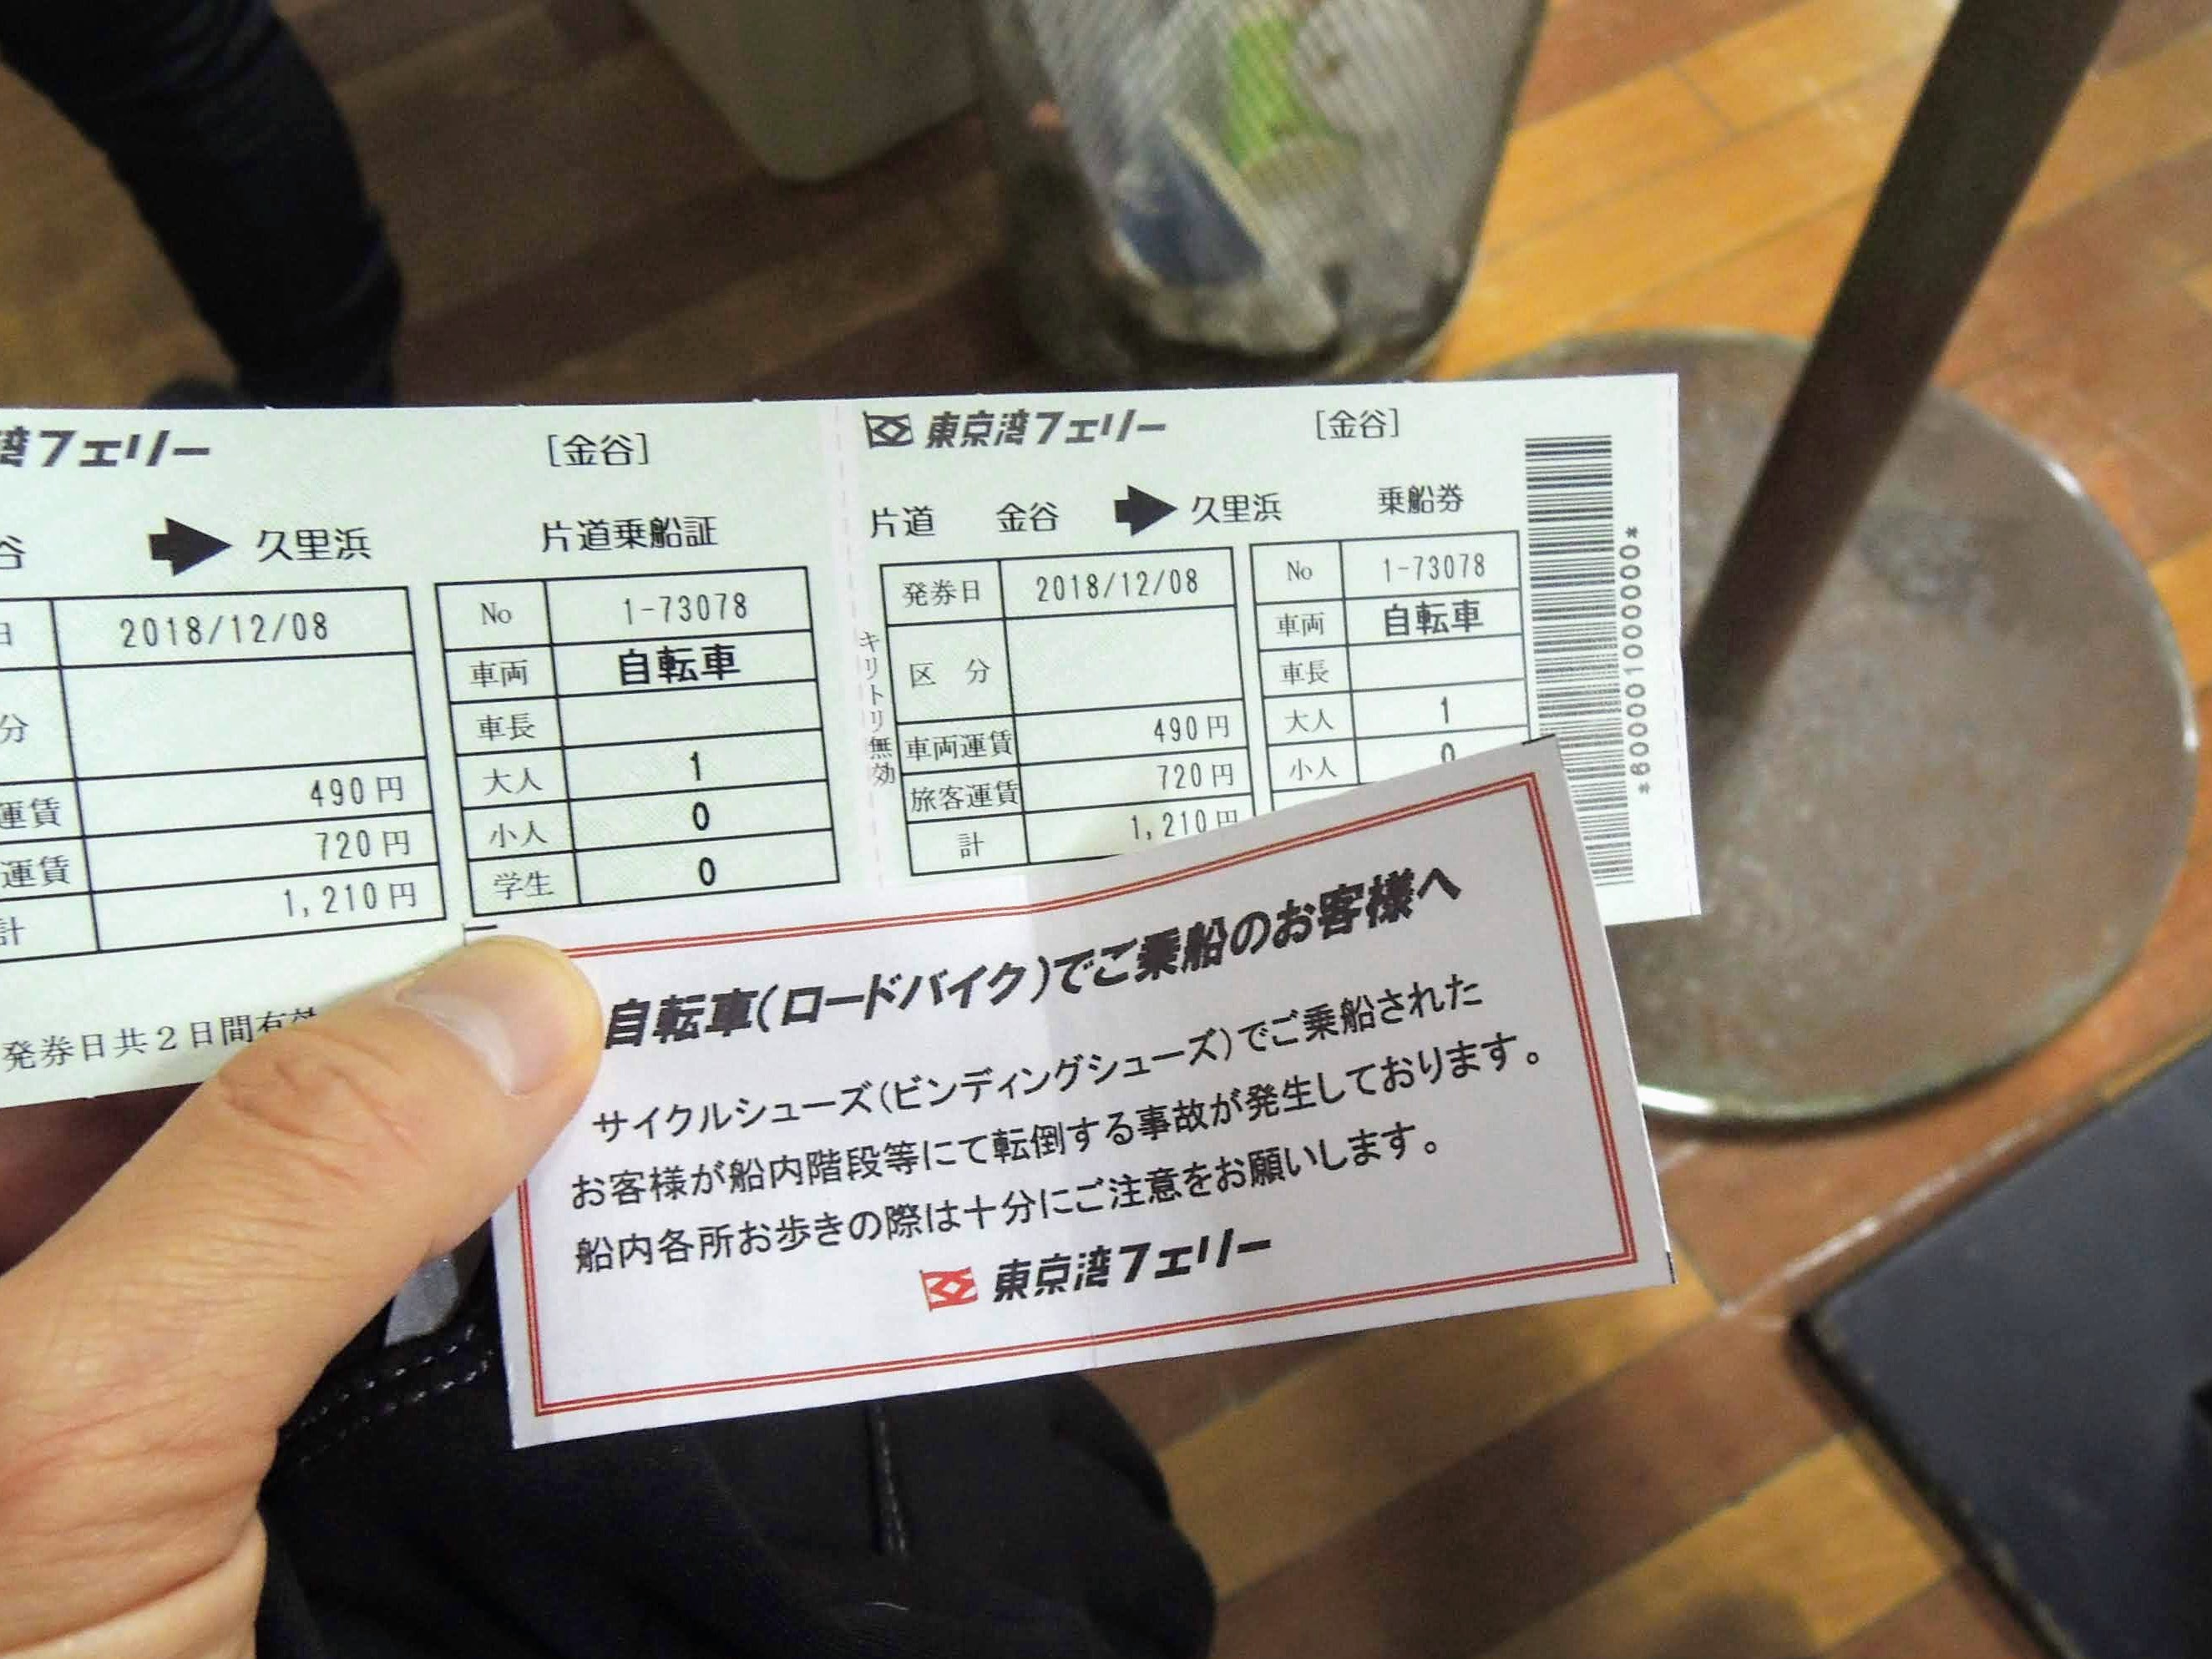 湾フェリー
[金谷]
谷 久里浜
片道乗船証
日 2018/12/08
分
運賃 490円
運賃 720円
計 1,210円
No 1-73078
車両 自転車
車長
大人 1
小人 0
学生 0
発券日共2日間有効
キリトリ無効
東京湾フェリー
[金谷]
片道 金谷 久里浜
乗船券
発券日 2018/12/08
区 分
車両運賃 490円
旅客運賃 720円
計 1,210円
No 1-73078
車両 自転車
車長
大人 1
小人 0
自転車(ロードバイク)でご乗船のお客様へ
サイクルシューズ(ビンディングシューズ)でご乗船された
お客様が船内階段等にて転倒する事故が発生しております。
船内各所お歩きの際は十分にご注意をお願いします。
東京湾フェリー